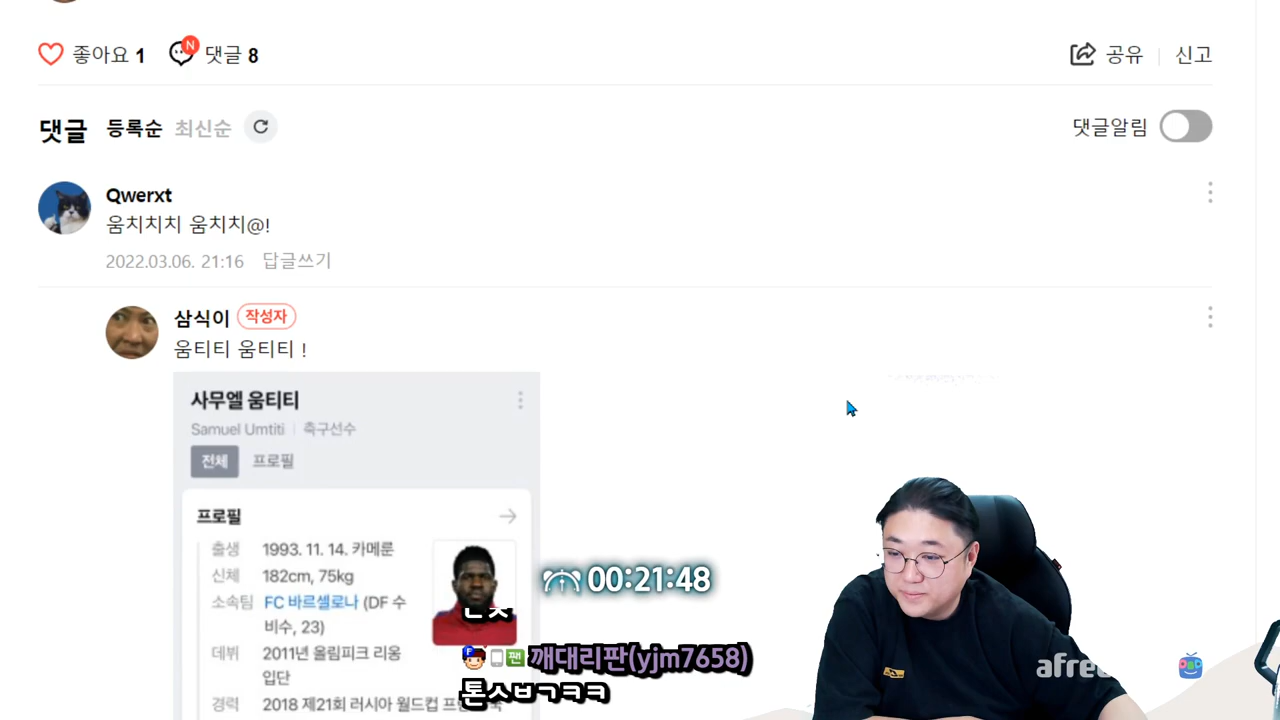 좋아요 1
N
댓글 8
공유
신고
댓글 등록순 최신순
댓글알림
Qwerxt
웅치치치 웅치치@!
2022.03.06. 21:16 답글쓰기
삼식이 작성자
움티티 움티티 !
사무엘 움티티
Samuel Umtiti 축구선수
전체 프로필
프로필
출생 1993. 11. 14. 카메룬
신체 182cm, 75kg
소속팀 FC 바르셀로나 (DF 수
비수, 23)
데뷔 2011년 올림피크 리옹
입단
경력 2018 제21회 러시아 월드컵
00:21:48
F 팬 깨대리판(yjm7658)
톤ㅅㅂㄱㅋㅋ